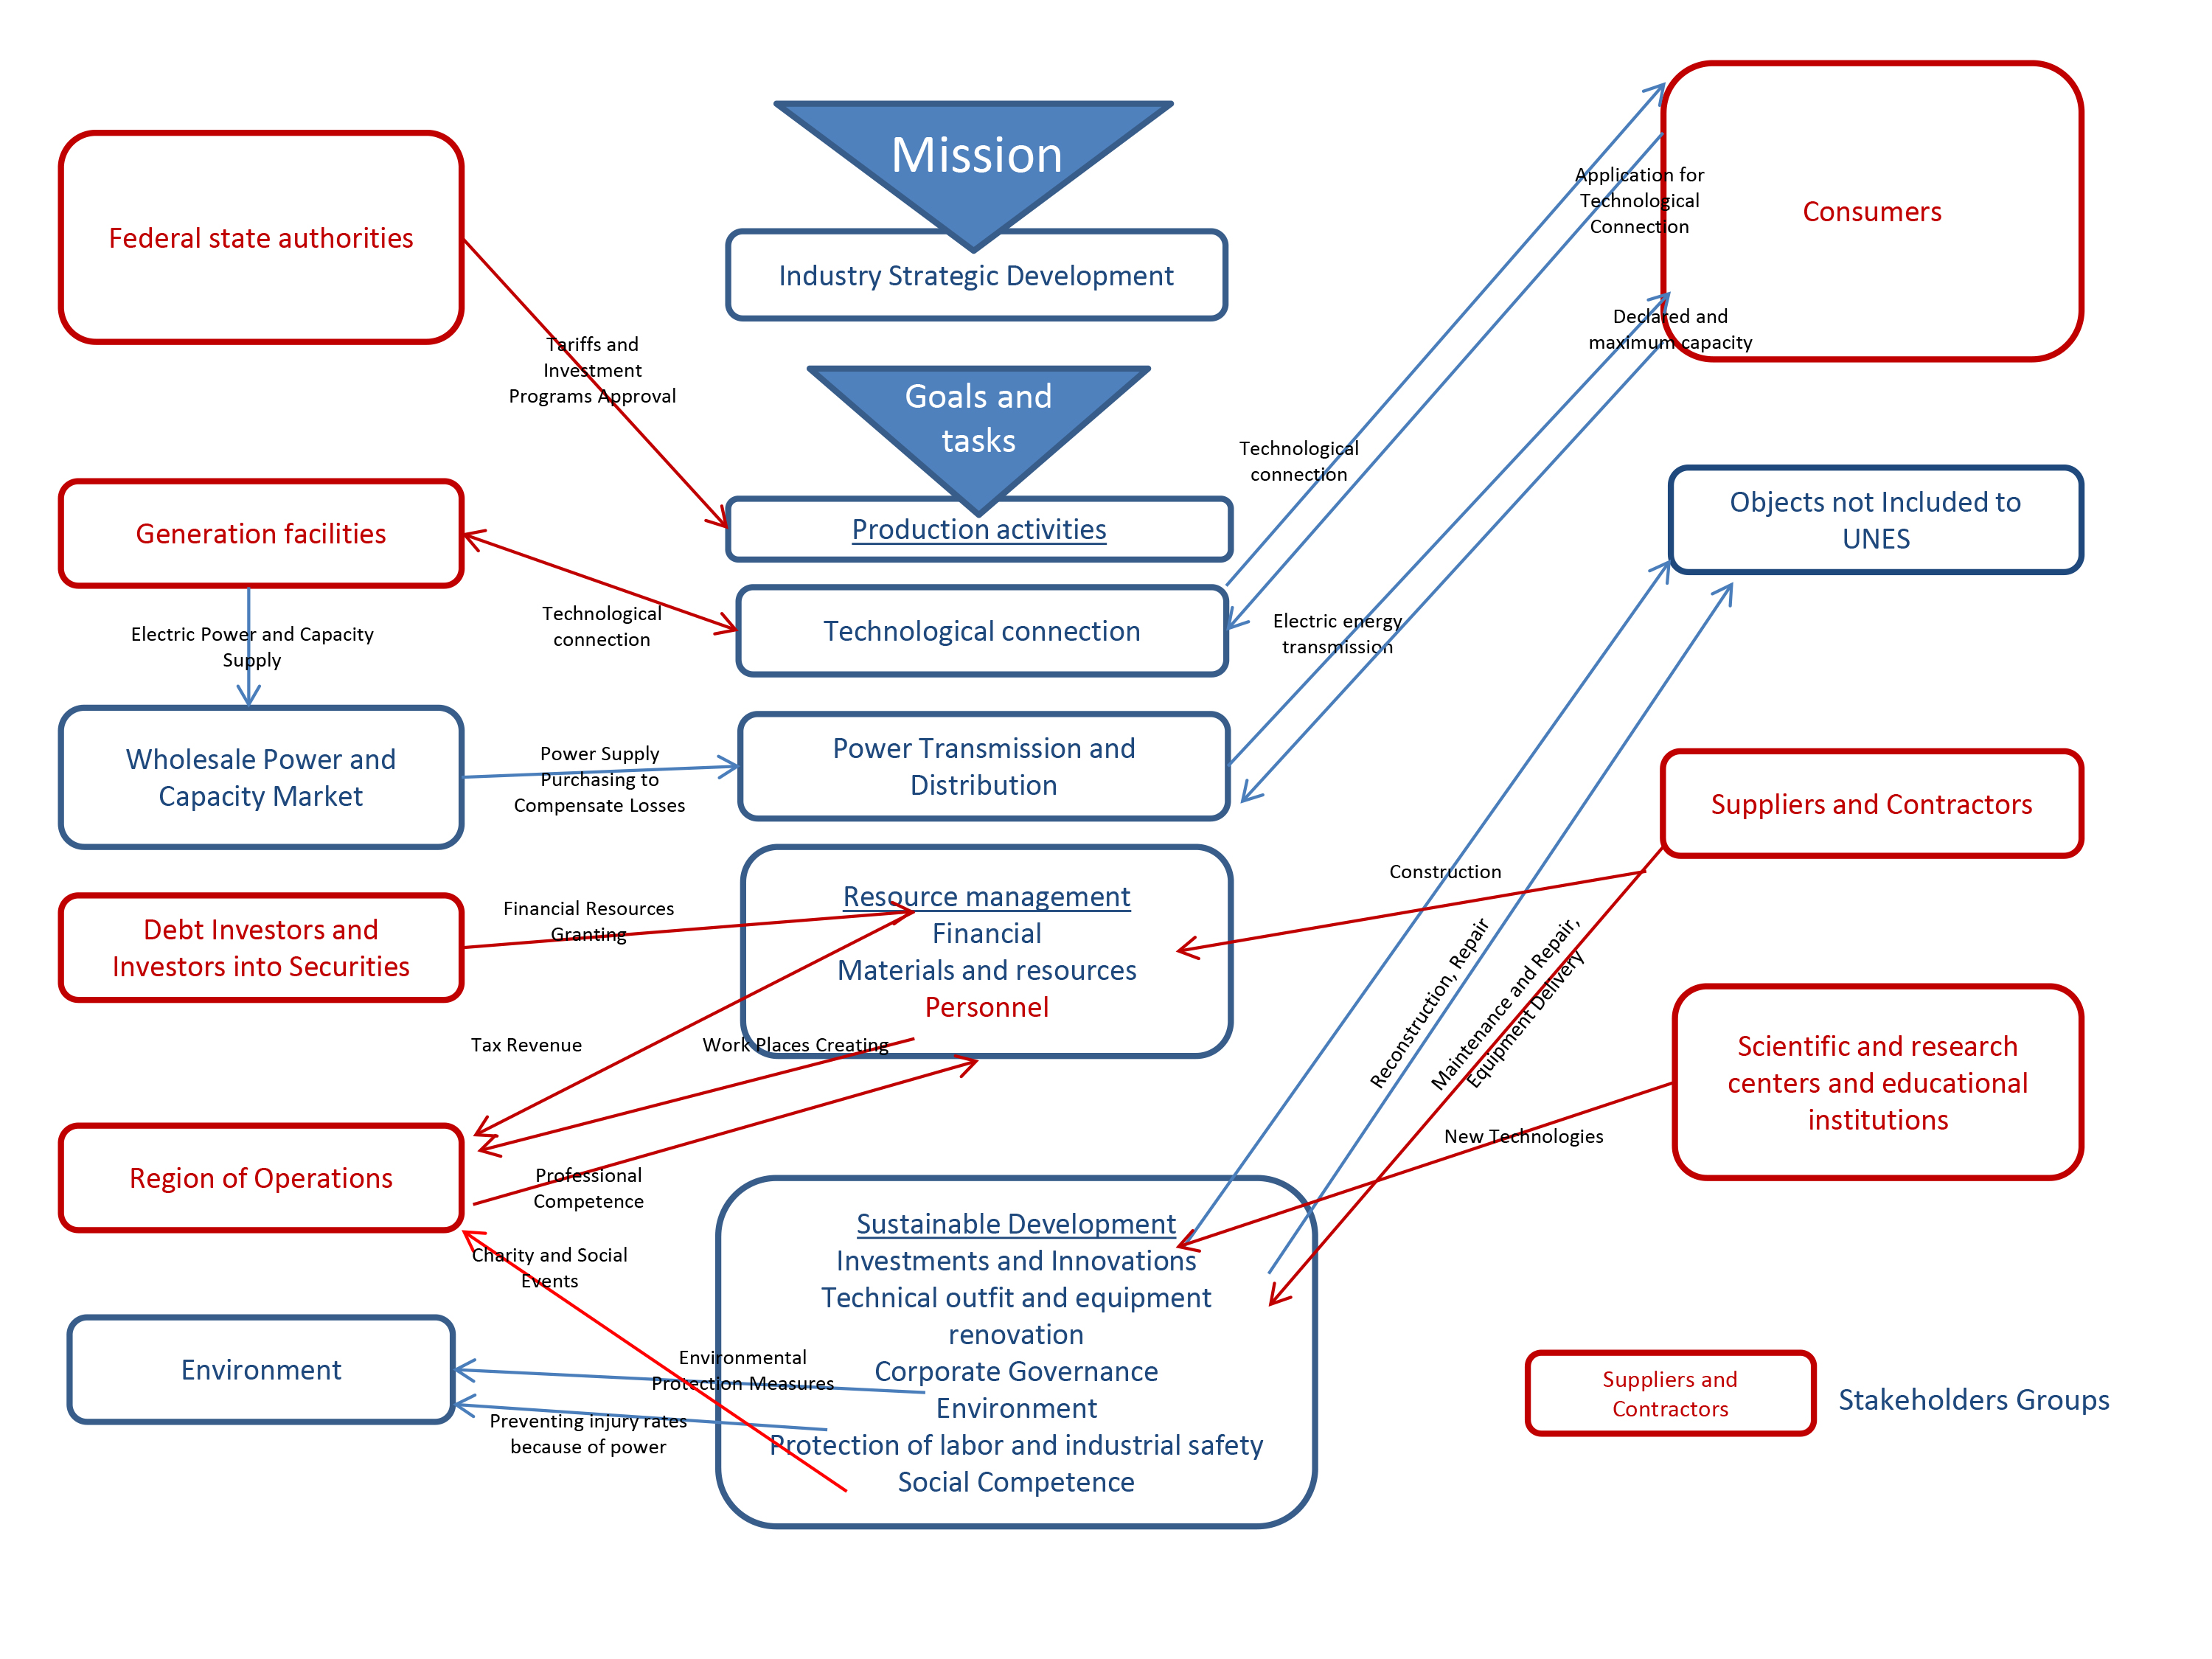 Mission
Industry Strategic Development
Goals and
tasks
Production activities
Technological connection
Power Transmission and
Distribution
Resource management
Financial
Materials and resources
Personnel
Sustainable Development
Investments and Innovations
Technical outfit and equipment
renovation
Corporate Governance
Environment
Protection of labor and industrial safety
Social Competence
Federal state authorities
Tariffs and
Investment
Programs Approval
Generation facilities
Technological
connection
Electric Power and Capacity
Supply
Wholesale Power and
Capacity Market
Power Supply
Purchasing to
Compensate Losses
Debt Investors and
Investors into Securities
Financial Resources
Granting
Tax Revenue
Work Places Creating
Region of Operations
Professional
Competence
Charity and Social
Events
Environment
Environmental
Protection Measures
Preventing injury rates
because of power
Consumers
Application for
Technological
Connection
Declared and
maximum capacity
Technological
connection
Electric energy
transmission
Objects not Included to
UNES
Suppliers and Contractors
Construction
Reconstruction, Repair
Maintenance and Repair,
Equipment Delivery
Scientific and research
centers and educational
institutions
New Technologies
Suppliers and
Contractors
Stakeholders Groups